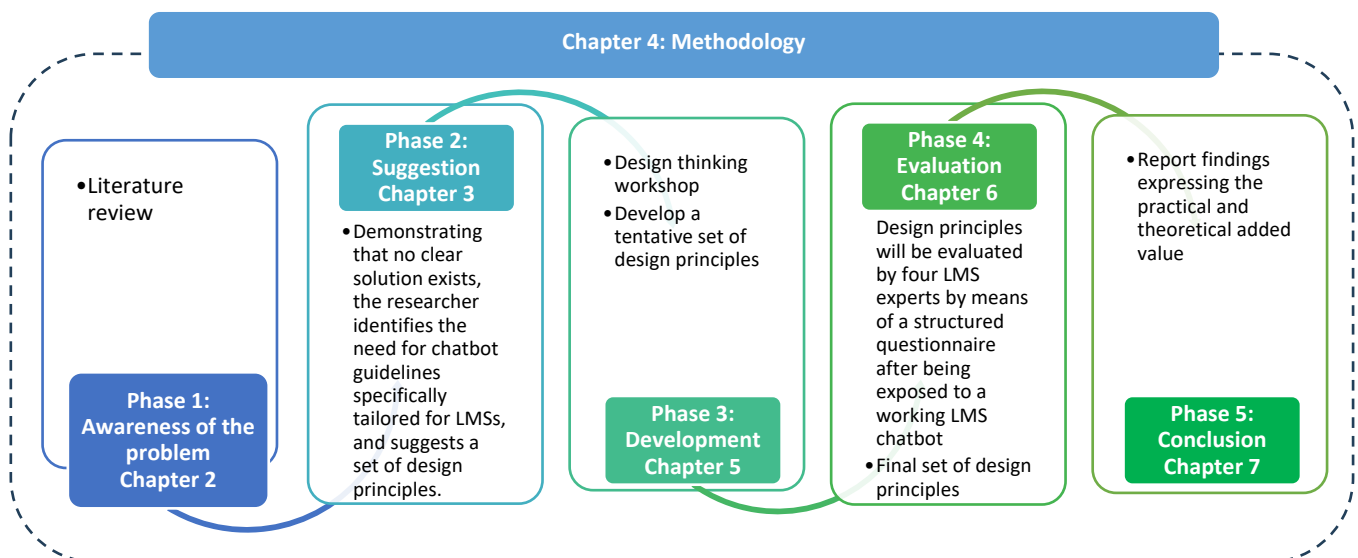 Chapter 4: Methodology
•Literature
review
Phase 1:
Awareness of the
problem
Chapter 2
Phase 2:
Suggestion
Chapter 3
•Demonstrating
that no clear
solution exists,
the researcher
identifies the
need for chatbot
guidelines
specifically
tailored for LMSs,
and suggests a
set of design
principles.
•Design thinking
workshop
•Develop a
tentative set of
design principles
Phase 3:
Development
Chapter 5
Phase 4:
Evaluation
Chapter 6
Design principles
will be evaluated
by four LMS
experts by means
of a structured
questionnaire
after being
exposed to a
working LMS
chatbot
•Final set of design
principles
•Report findings
expressing the
practical and
theoretical added
value
Phase 5:
Conclusion
Chapter 7